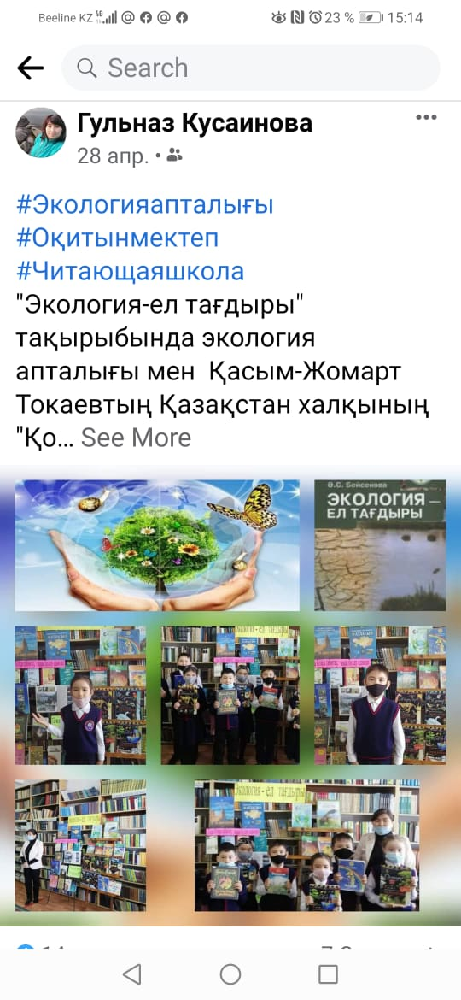 Beeline KZ 4G 23 % 15:14
Search
Гульназ Кусаинова
28 апр.
#Экологияапталығы
#Оқитынмектеп
#Читающаяшкола
"Экология-ел тағдыры"
тақырыбында экология
апталығы мен Қасым-Жомарт
Токаевтың Қазақстан халқының
"Қо... See More
Ә.С. Бейсенова
ЭКОЛОГИЯ –
ЕЛ ТАҒДЫРЫ
экология - ел тағдыры